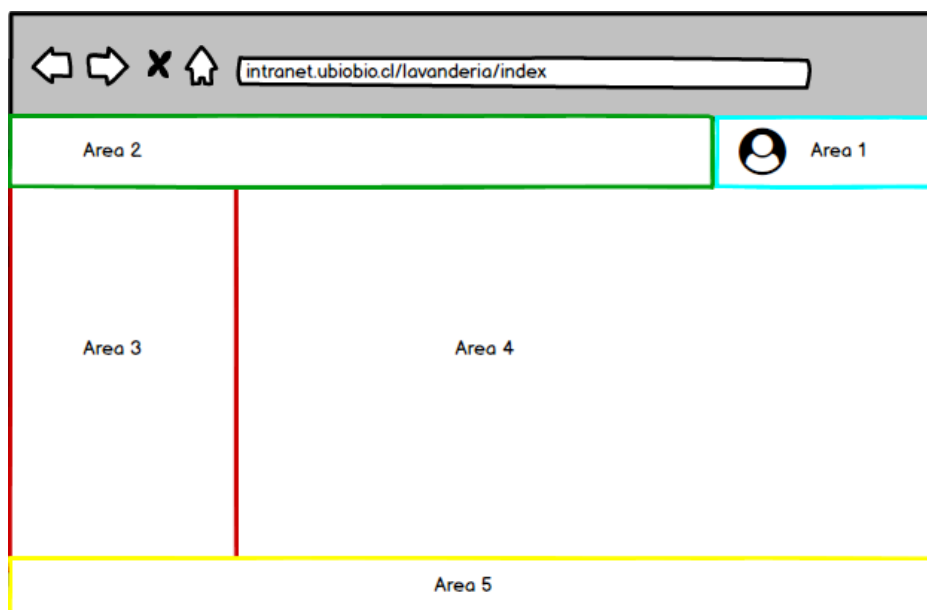 intranet.ubiobio.cl/lavanderia/index
Area 2
Area 1
Area 3
Area 4
Area 5